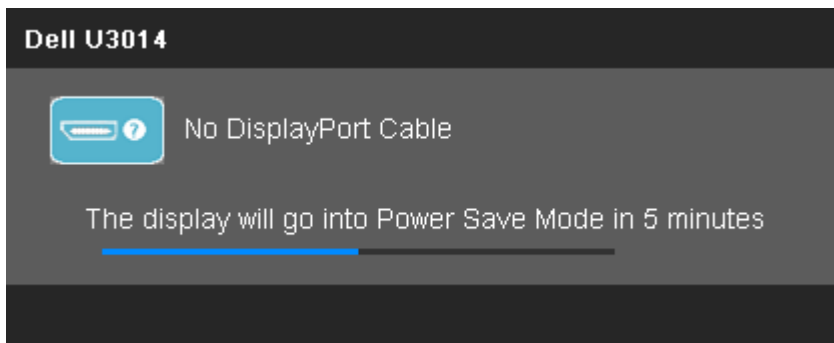 Dell U3014
No DisplayPort Cable
The display will go into Power Save Mode in 5 minutes